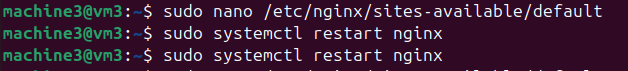 machine3@vm3:~$ sudo nano /etc/nginx/sites-available/default
machine3@vm3:~$ sudo systemctl restart nginx
machine3@vm3:~$ sudo systemctl restart nginx